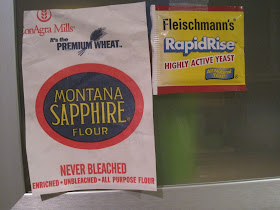 ConAgra Mills
It's the
PREMIUM WHEAT...
MONTANA
SAPPHIRE
FLOUR
NEVER BLEACHED
ENRICHED • UNBLEACHED • ALL PURPOSE FLOUR
Fleischmann's
RapidRise
HIGHLY ACTIVE YEAST